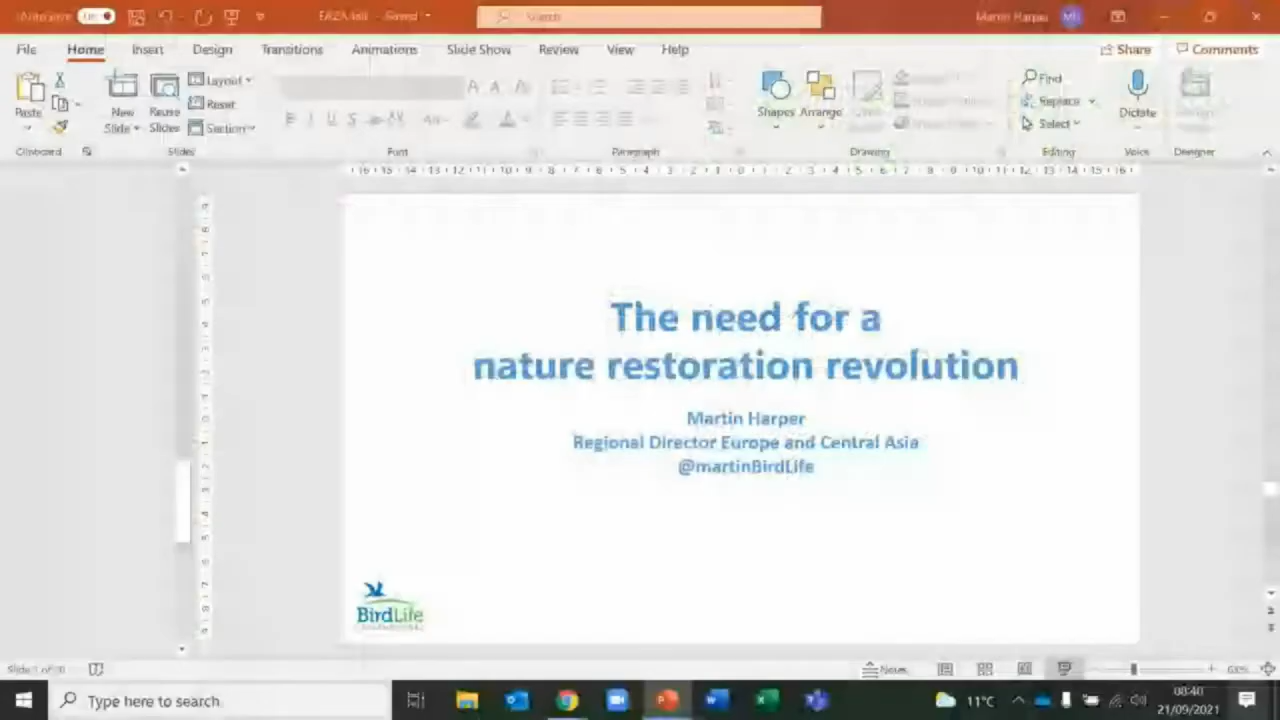 Search
Martin Harper
File Home Insert Design Transitions Animations Slide Show Review View Help Share Comments
Paste
New Slide
Reuse Slides
Layout
Reset
Section
Shapes
Arrange
Find
Replace
Select
Dictate
Clipboard Slides Font Paragraph Drawing Editing Voice Designer
The need for a
nature restoration revolution
Martin Harper
Regional Director Europe and Central Asia
@martinBirdLife
BirdLife
Type here to search
11°C
08:40
21/09/2021